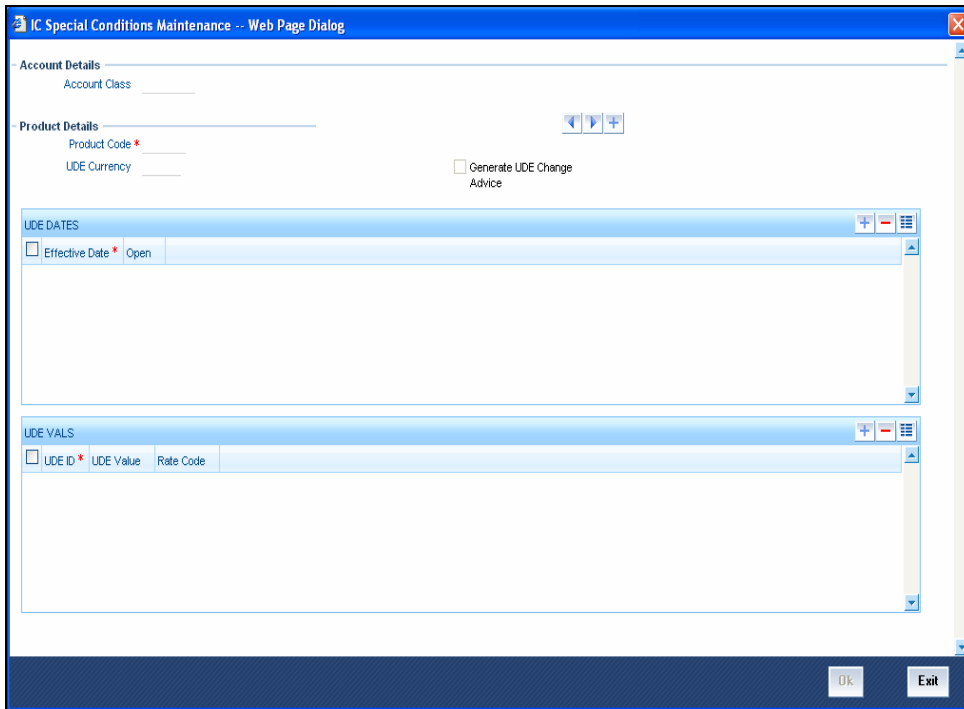 IC Special Conditions Maintenance -- Web Page Dialog
Account Details
Account Class
Product Details
Product Code *
UDE Currency
Generate UDE Change
Advice
UDE DATES
Effective Date * Open
UDE VALS
UDE ID * UDE Value Rate Code
Ok Exit